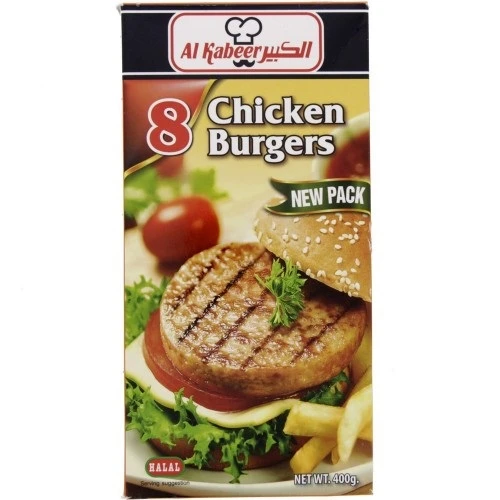 Al Kabeer الكبير
8 Chicken
Burgers
NEW PACK
HALAL
Serving suggestion
NET WT. 400g.